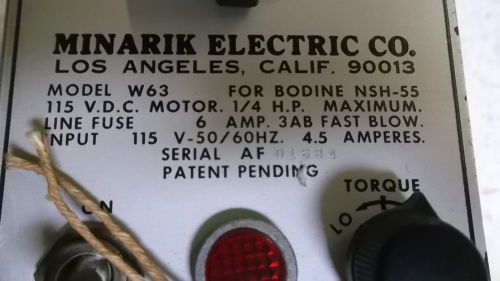 MINARIK ELECTRIC CO.
LOS ANGELES, CALIF. 90013
MODEL W63 FOR BODINE NSH-55
115 V.D.C. MOTOR. 1/4 H.P. MAXIMUM.
LINE FUSE 6 AMP. 3AB FAST BLOW.
INPUT 115 V-50/60HZ. 4.5 AMPERES.
SERIAL AF
PATENT PENDING
TORQUE
ON
LO